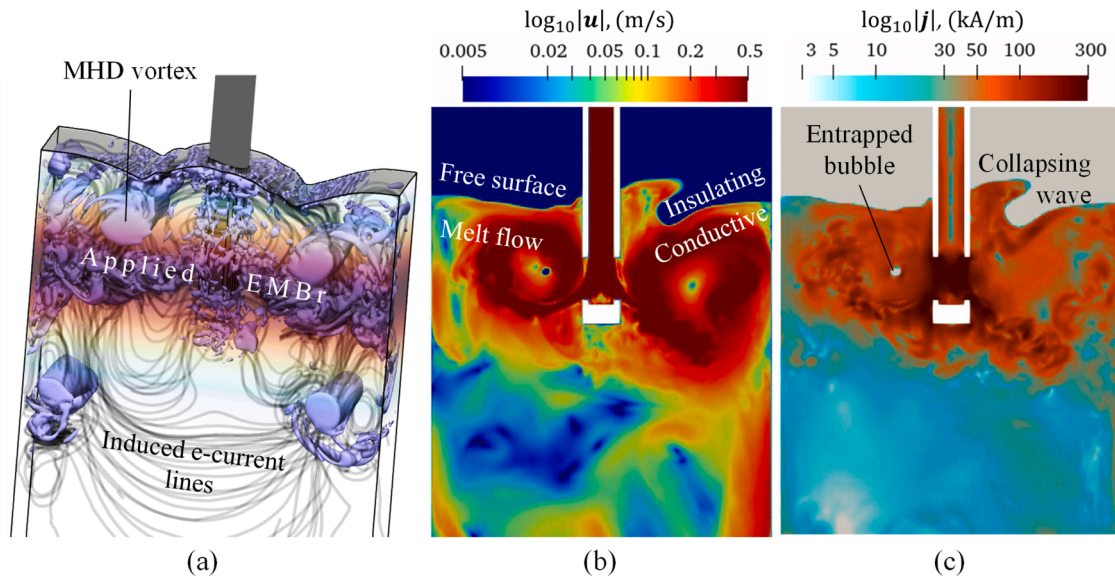 MHD vortex
Applied EMBr
Induced e-current
lines
(a)
log₁₀|𝒖|, (m/s)
0.005 0.02 0.05 0.1 0.2 0.5
Free surface
Melt flow
Insulating
Conductive
(b)
log₁₀|𝒋|, (kA/m)
3 5 10 30 50 100 300
Entrapped
bubble
Collapsing
wave
(c)